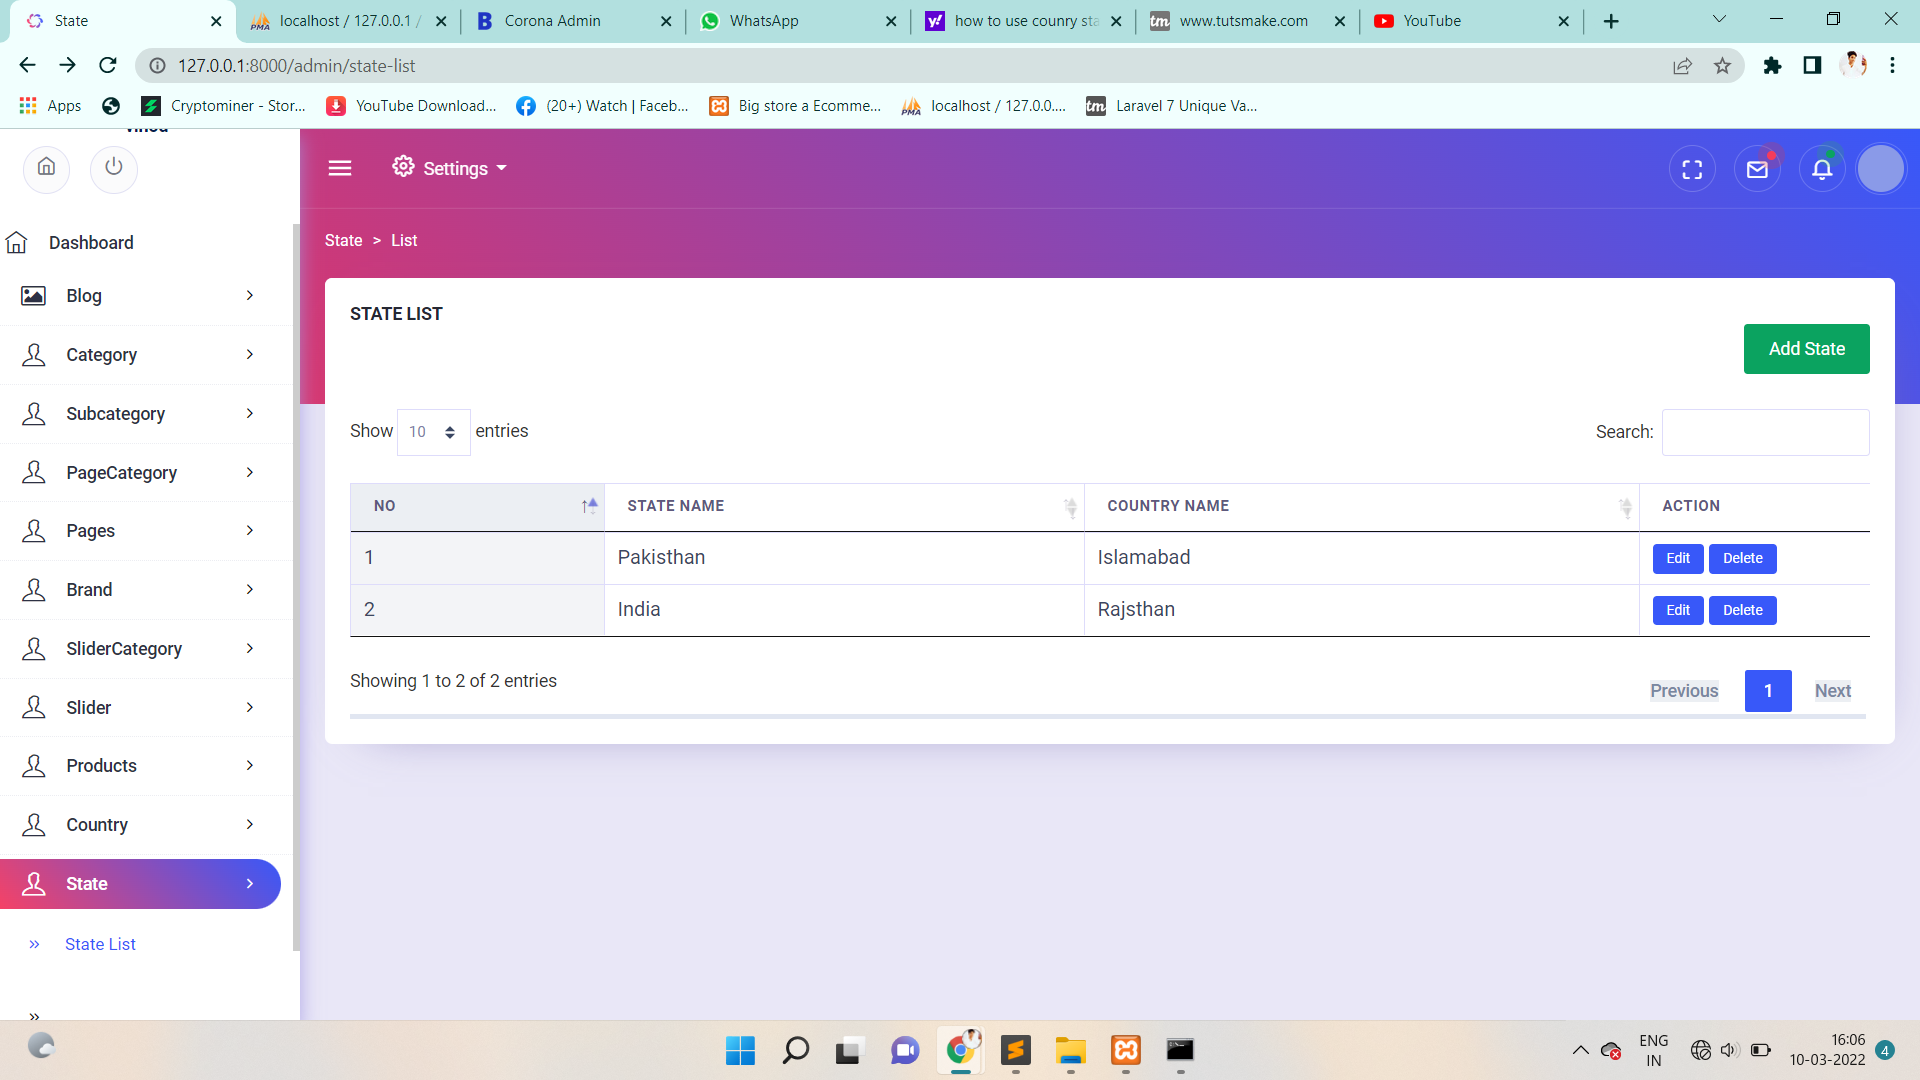 State
localhost / 127.0.0.1 /
Corona Admin
WhatsApp
how to use counry sta
www.tutsmake.com
YouTube
127.0.0.1:8000/admin/state-list
Apps
Cryptominer - Stor...
YouTube Download...
(20+) Watch | Faceb...
Big store a Ecomme...
localhost / 127.0.0....
Laravel 7 Unique Va...
Settings
Dashboard
Blog
Category
Subcategory
PageCategory
Pages
Brand
SliderCategory
Slider
Products
Country
State
State List
State > List
STATE LIST
Add State
Show 10 entries
Search:
NO STATE NAME COUNTRY NAME ACTION
1 Pakisthan Islamabad Edit Delete
2 India Rajsthan Edit Delete
Showing 1 to 2 of 2 entries
Previous 1 Next
ENG
IN
16:06
10-03-2022
4